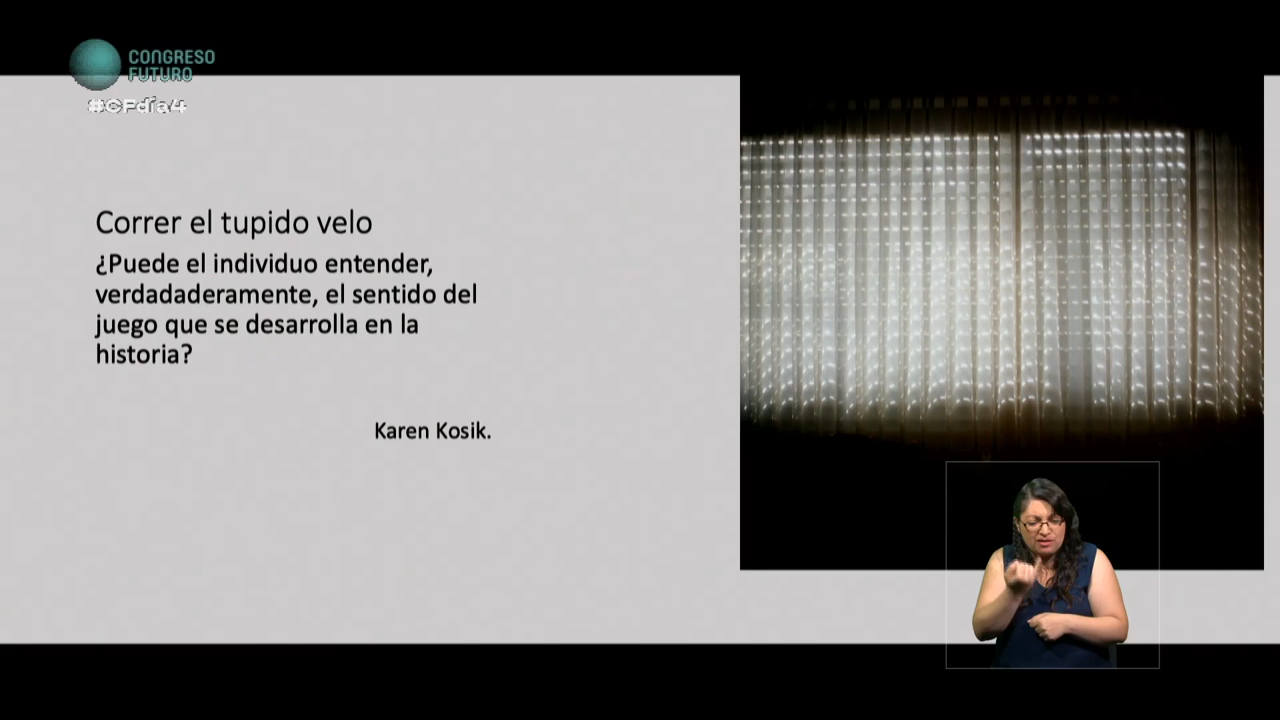 CONGRESO
FUTURO
#CFdía4
Correr el tupido velo
¿Puede el individuo entender,
verdadaderamente, el sentido del
juego que se desarrolla en la
historia?
Karen Kosik.